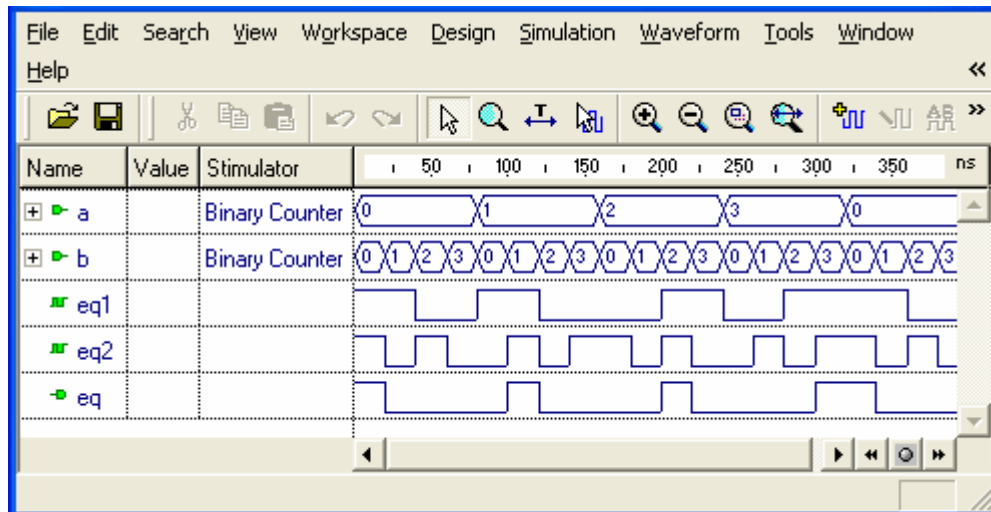 File Edit Search View Workspace Design Simulation Waveform Tools Window
Help «
T AR »
Name Value Stimulator 50 100 150 200 250 300 350 ns
a Binary Counter 0 1 2 3 0
b Binary Counter 0 1 2 3 0 1 2 3 0 1 2 3 0 1 2 3 0 1 2 3
eq1
eq2
eq